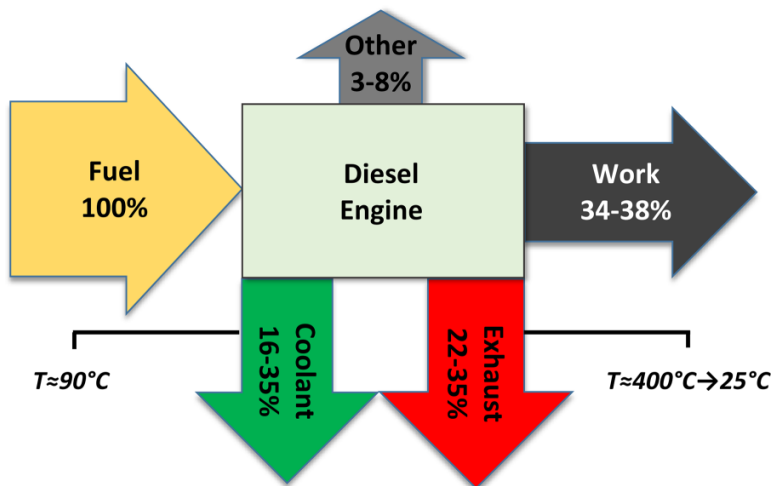 Other
3-8%
Fuel
100%
Diesel
Engine
Work
34-38%
Coolant
16-35%
Exhaust
22-35%
T≈90°C
T≈400°C→25°C